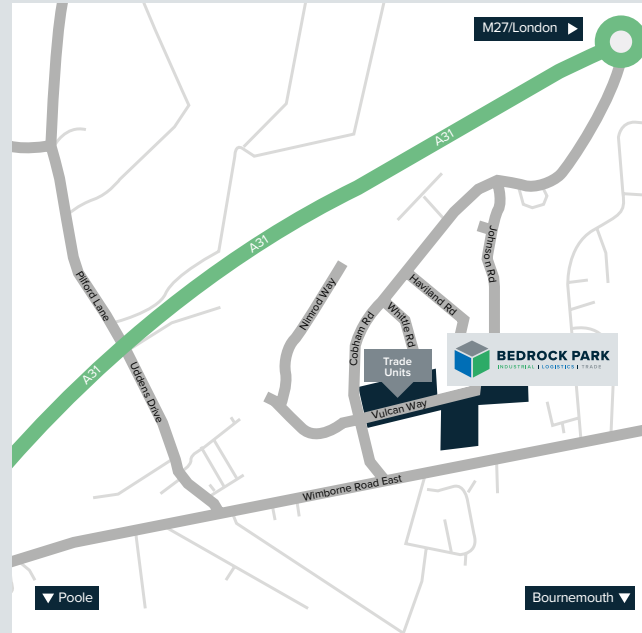 M27/London ▶
A31
A31
Johnson Rd
Pilford Lane
Nimrod Way
Haviland Rd
Whittle Rd
Cobham Rd
BEDROCK PARK
INDUSTRIAL | LOGISTICS | TRADE
Trade
Units
A31
Uddens Drive
Vulcan Way
Wimborne Road East
▼ Poole
Bournemouth ▼